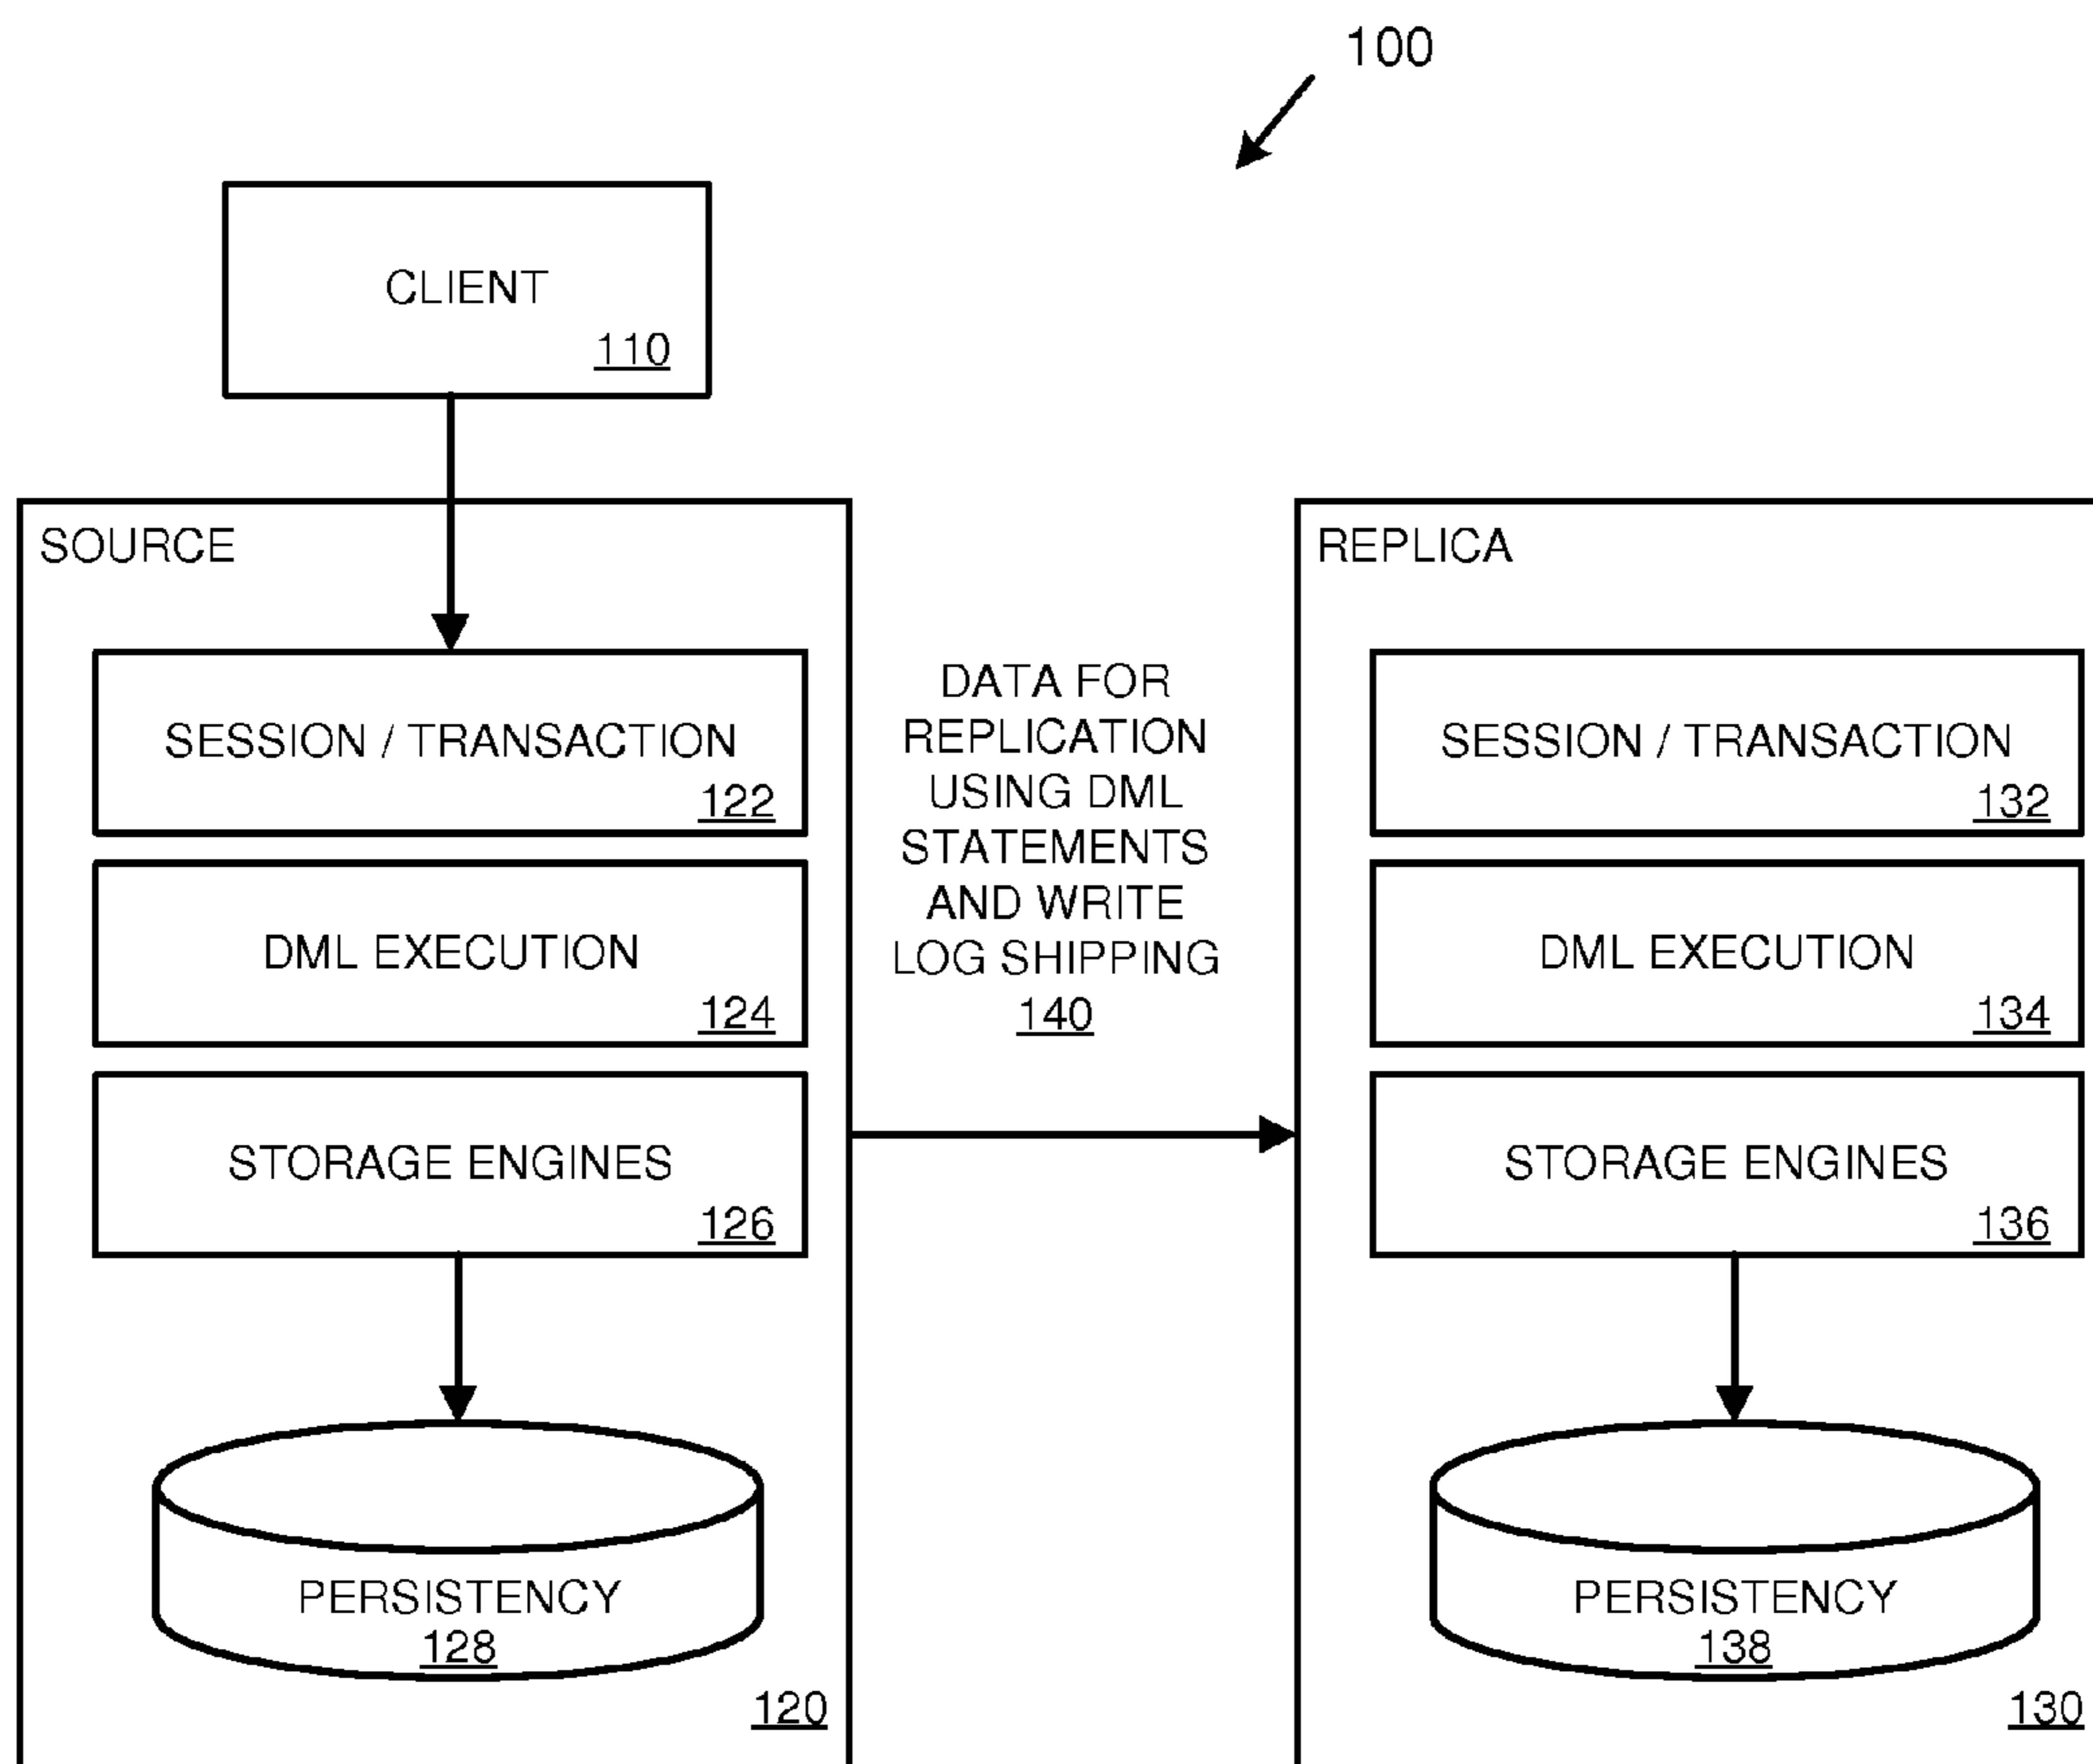 100
CLIENT
110
SOURCE
SESSION / TRANSACTION
122
DML EXECUTION
124
STORAGE ENGINES
126
PERSISTENCY
128
120
DATA FOR
REPLICATION
USING DML
STATEMENTS
AND WRITE
LOG SHIPPING
140
REPLICA
SESSION / TRANSACTION
132
DML EXECUTION
134
STORAGE ENGINES
136
PERSISTENCY
138
130